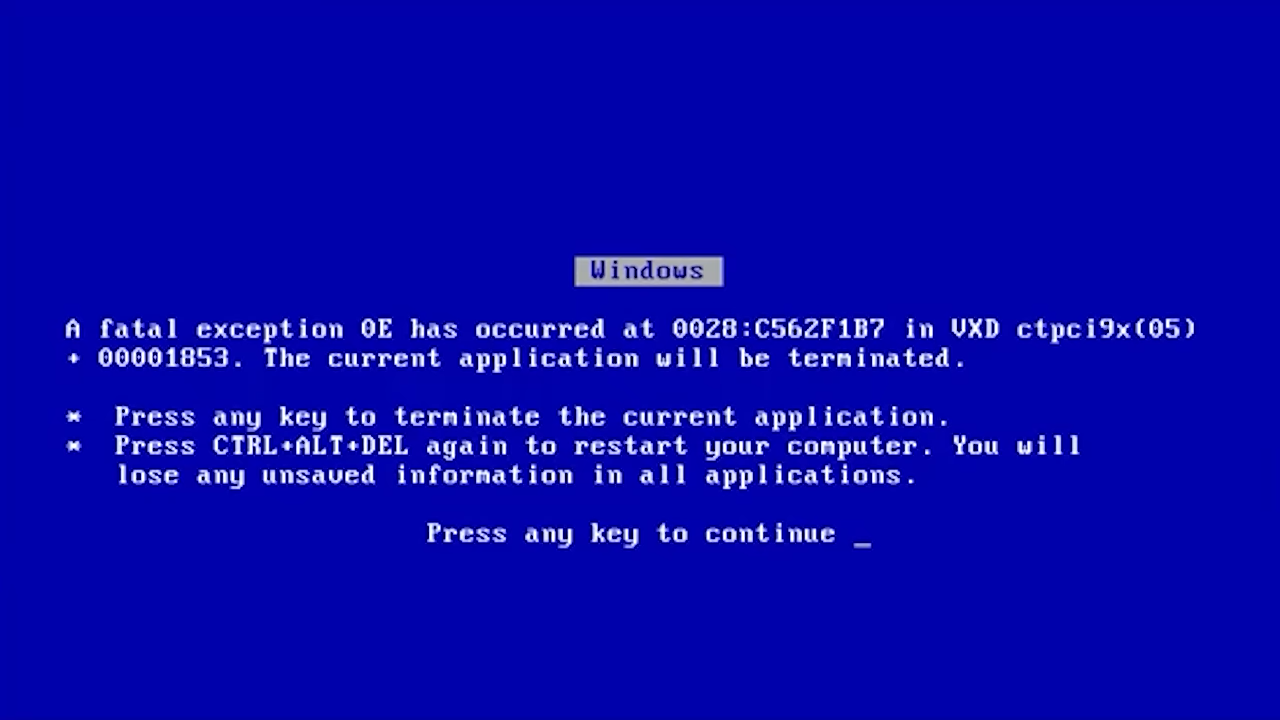 Windows
A fatal exception 0E has occurred at 0028:C562F1B7 in VXD ctpci9x(05)
+ 00001853. The current application will be terminated.
* Press any key to terminate the current application.
* Press CTRL+ALT+DEL again to restart your computer. You will
lose any unsaved information in all applications.
Press any key to continue _